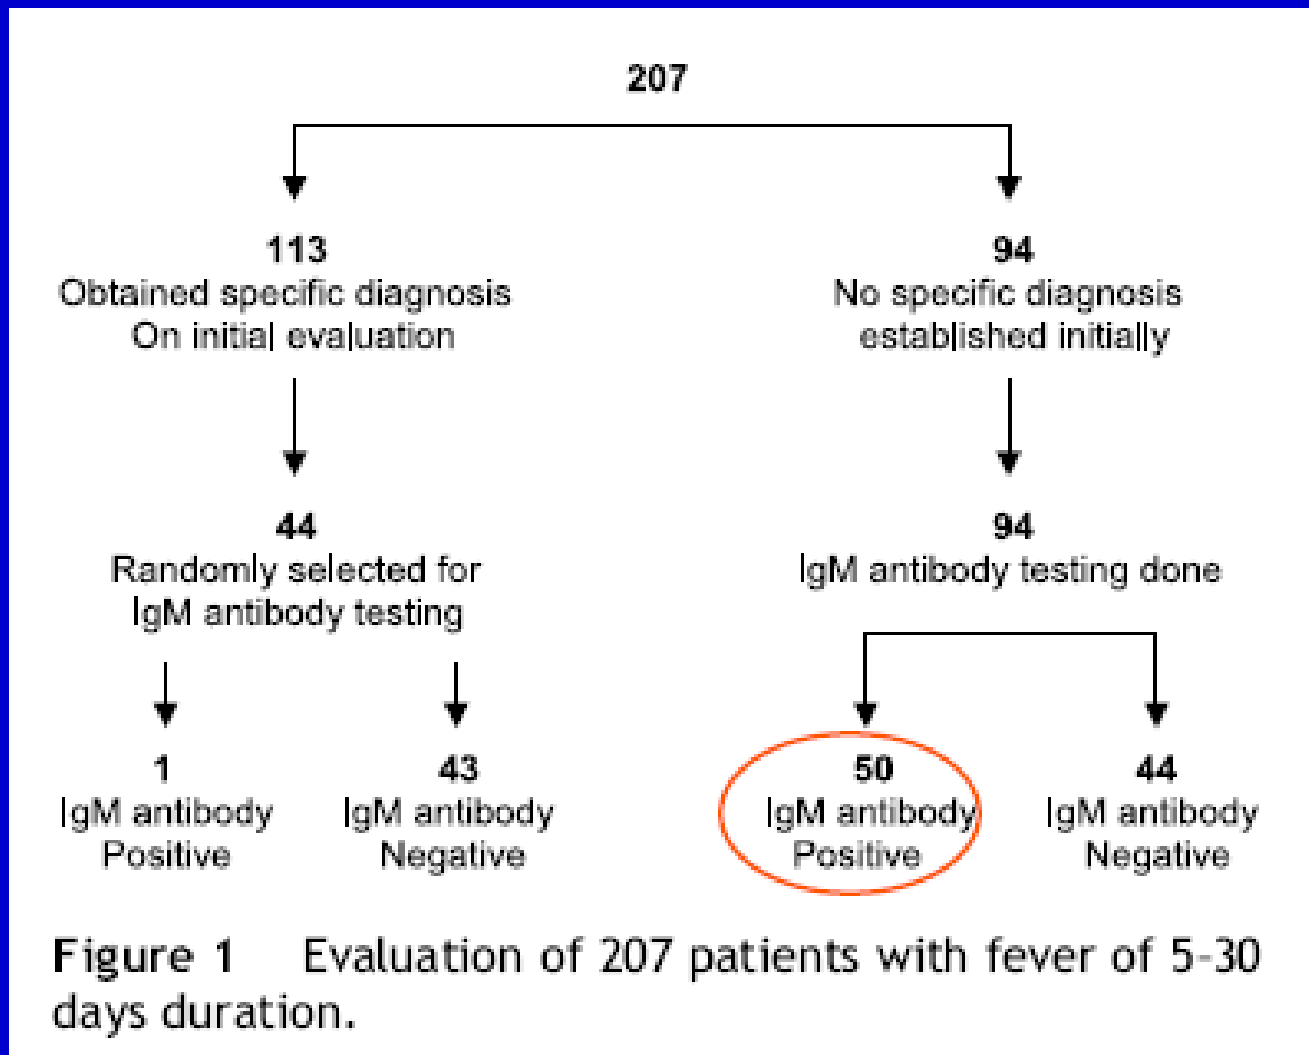 207
113
Obtained specific diagnosis
On initial evaluation
94
No specific diagnosis
established initially
44
Randomly selected for
IgM antibody testing
94
IgM antibody testing done
1
IgM antibody
Positive
43
IgM antibody
Negative
50
IgM antibody
Positive
44
IgM antibody
Negative
Figure 1 Evaluation of 207 patients with fever of 5-30
days duration.